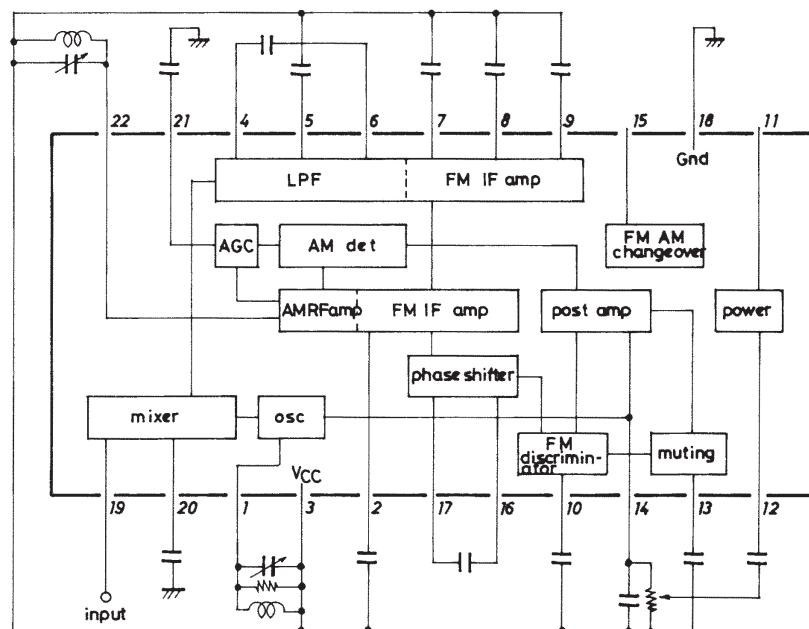 22 21 4 5 6 7 8 9 15 18 11
Gnd
LPF FM IF amp
AGC AM det FM AM
changeover
AMRFamp FM IF amp post amp power
phase shifter
mixer osc FM
discrimin-
ator muting
VCC
19 20 1 3 2 17 16 10 14 13 12
input